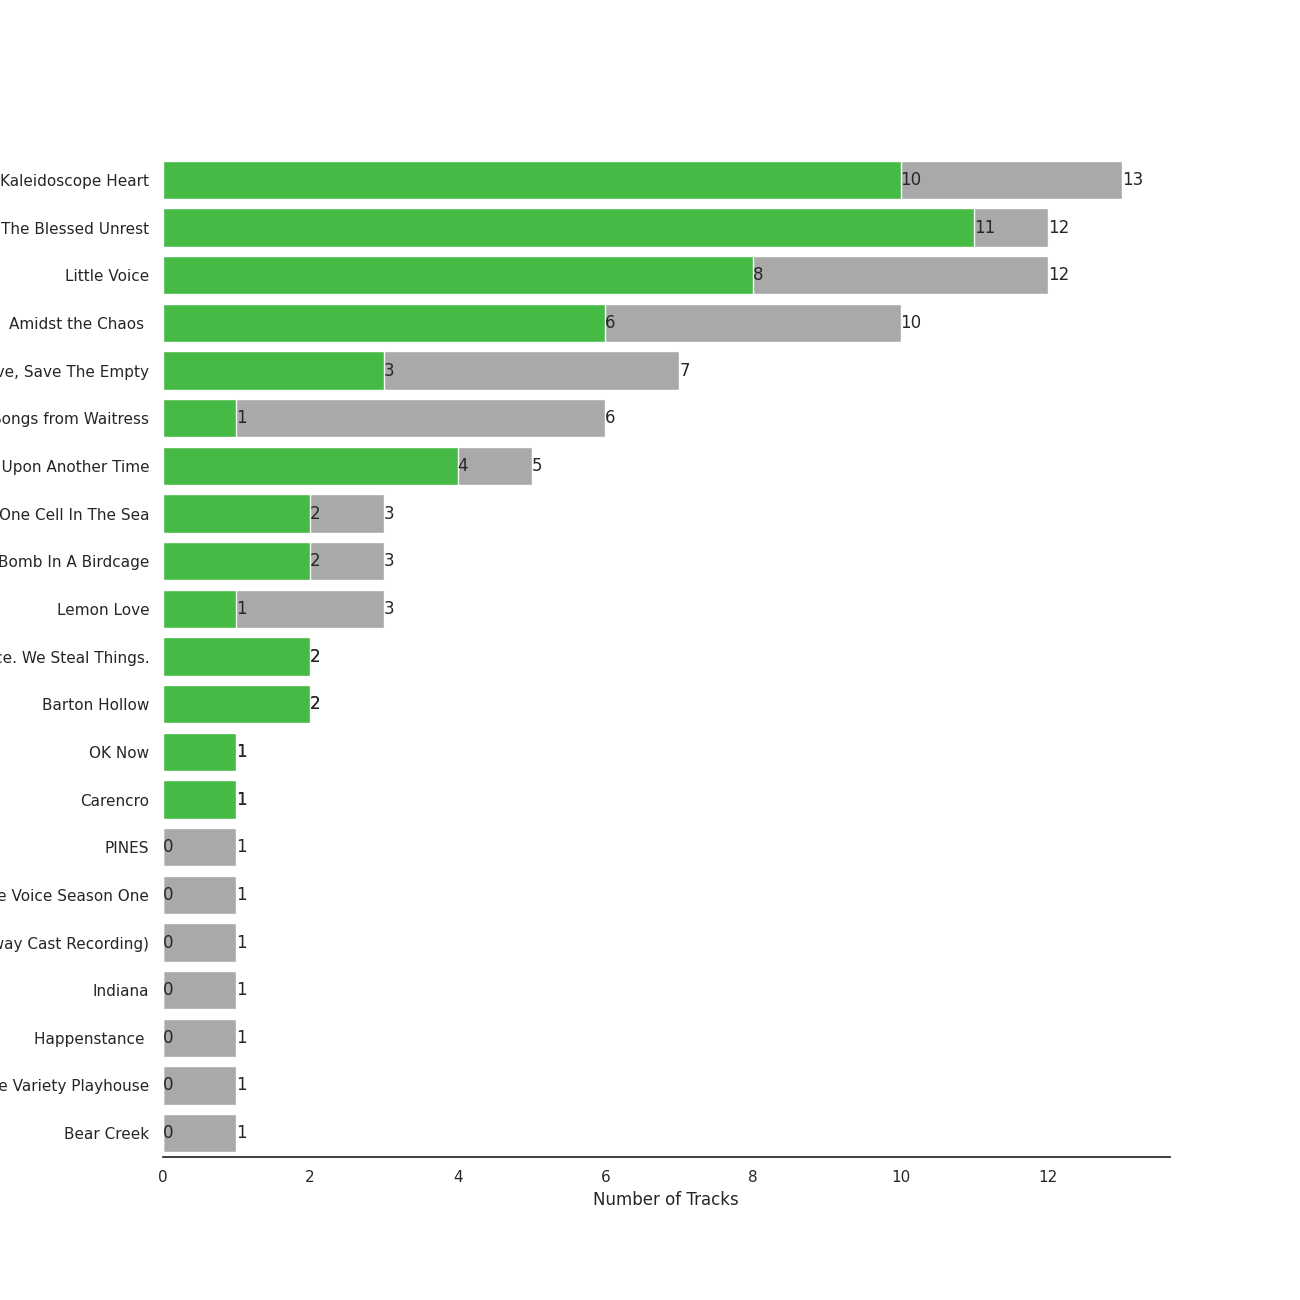 Kaleidoscope Heart 10 13
The Blessed Unrest 11 12
Little Voice 8 12
Amidst the Chaos 6 10
Save The Empty 3 7
from Waitress 1 6
Upon Another Time 4 5
One Cell In The Sea 2 3
Bomb In A Birdcage 2 3
Lemon Love 1 3
We Steal Things. 2
Barton Hollow 2
OK Now 1
Carencro 1
PINES 0 1
Voice Season One 0 1
Cast Recording) 0 1
Indiana 0 1
Happenstance 0 1
Variety Playhouse 0 1
Bear Creek 0 1
0 2 4 6 8 10 12
Number of Tracks